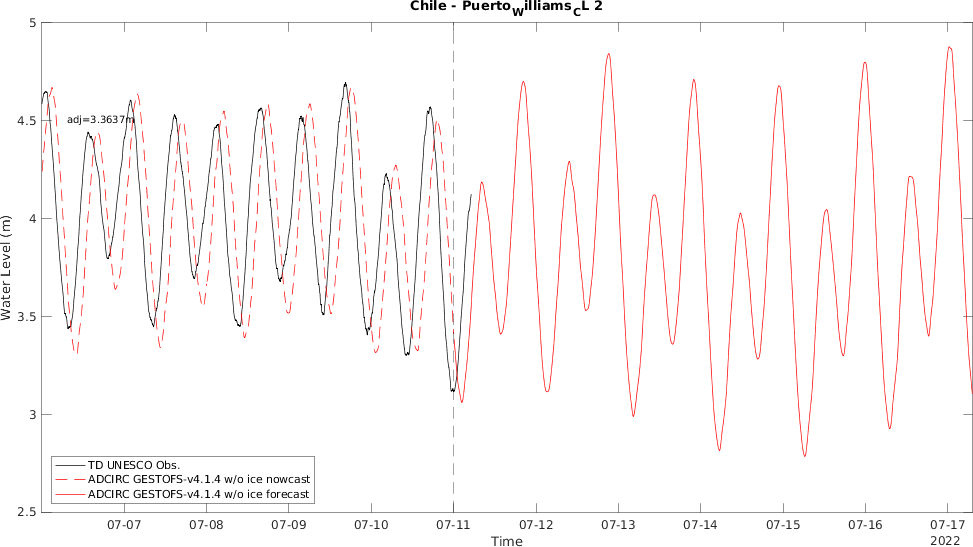 Chile - PuertoWilliamsCL 2
5
4.5
4
3.5
3
2.5
Water Level (m)
adj=3.3637m
TD UNESCO Obs.
ADCIRC GESTOFS-v4.1.4 w/o ice nowcast
ADCIRC GESTOFS-v4.1.4 w/o ice forecast
07-07 07-08 07-09 07-10 07-11 07-12 07-13 07-14 07-15 07-16 07-17
Time
2022